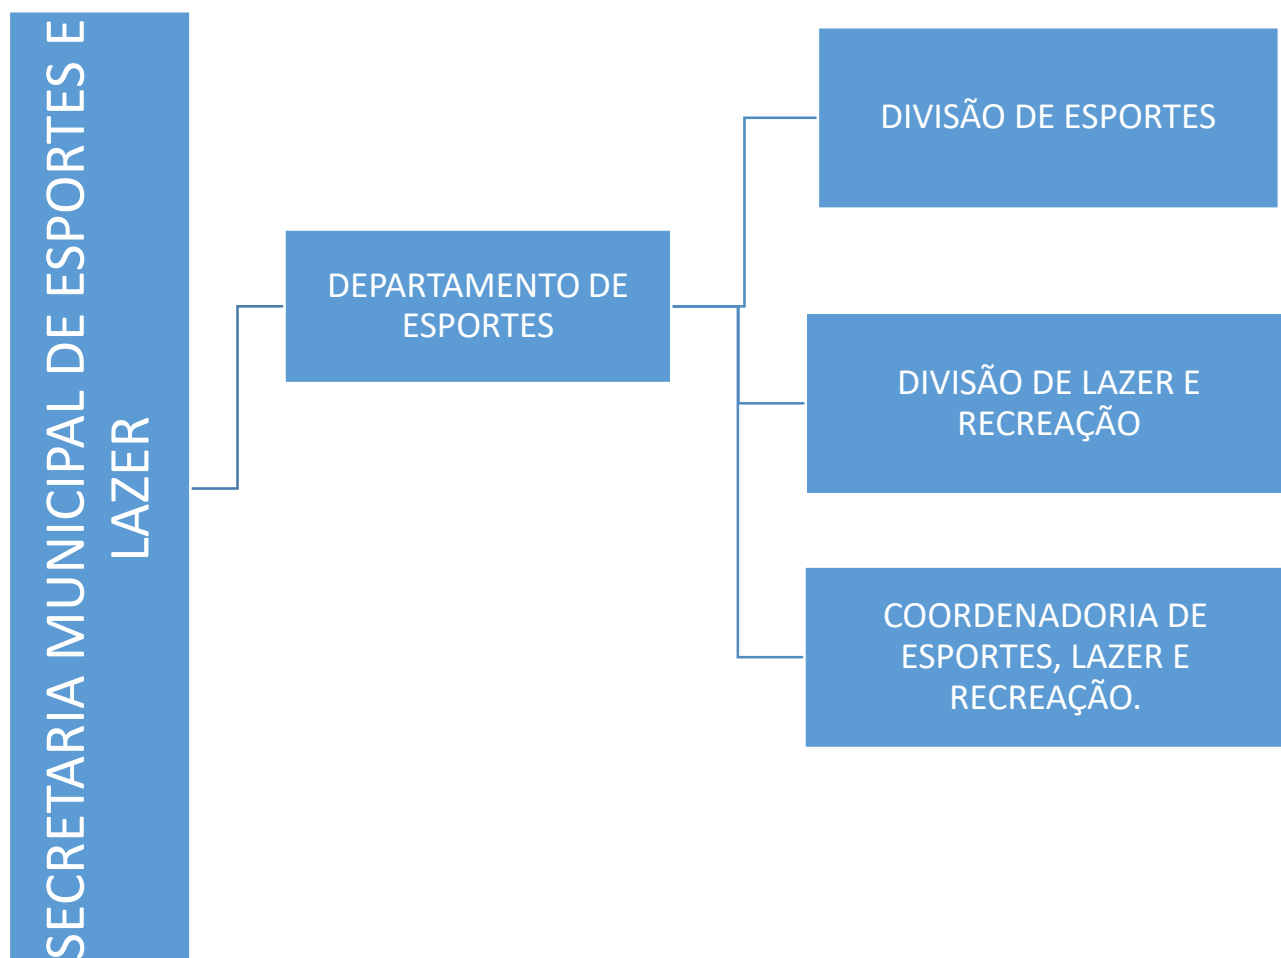 SECRETARIA MUNICIPAL DE ESPORTES E
LAZER
DEPARTAMENTO DE
ESPORTES
DIVISÃO DE ESPORTES
DIVISÃO DE LAZER E
RECREAÇÃO
COORDENADORIA DE
ESPORTES, LAZER E
RECREAÇÃO.